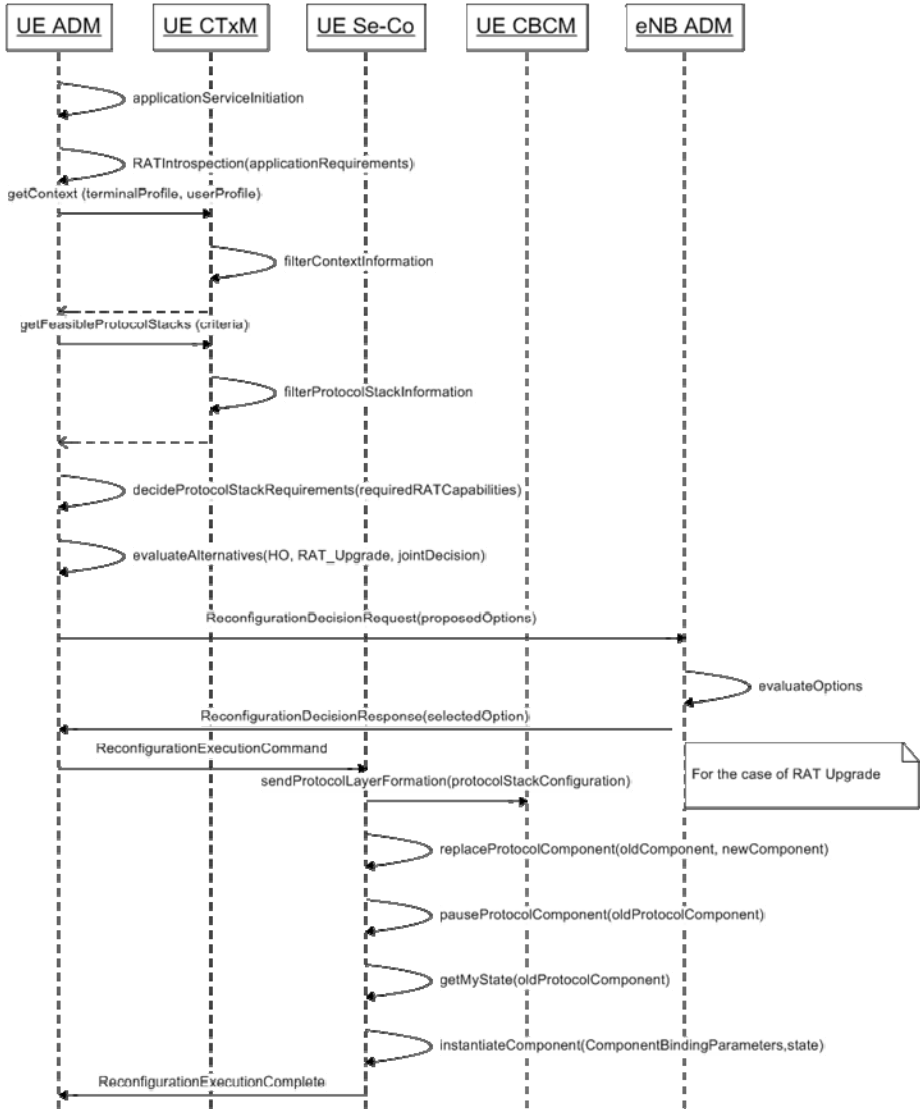 UE ADM
UE CTxM
UE Se-Co
UE CBCM
eNB ADM
applicationServiceInitiation
RATIntrospection(applicationRequirements)
getContext (terminalProfile, userProfile)
filterContextInformation
getFeasibleProtocolStacks (criteria)
filterProtocolStackInformation
decideProtocolStackRequirements(requiredRATCapabilities)
evaluateAlternatives(HO, RAT_Upgrade, jointDecision)
ReconfigurationDecisionRequest(proposedOptions)
evaluateOptions
ReconfigurationDecisionResponse(selectedOption)
ReconfigurationExecutionCommand
For the case of RAT Upgrade
sendProtocolLayerFormation(protocolStackConfiguration)
replaceProtocolComponent(oldComponent, newComponent)
pauseProtocolComponent(oldProtocolComponent)
getMyState(oldProtocolComponent)
instantiateComponent(ComponentBindingParameters,state)
ReconfigurationExecutionComplete